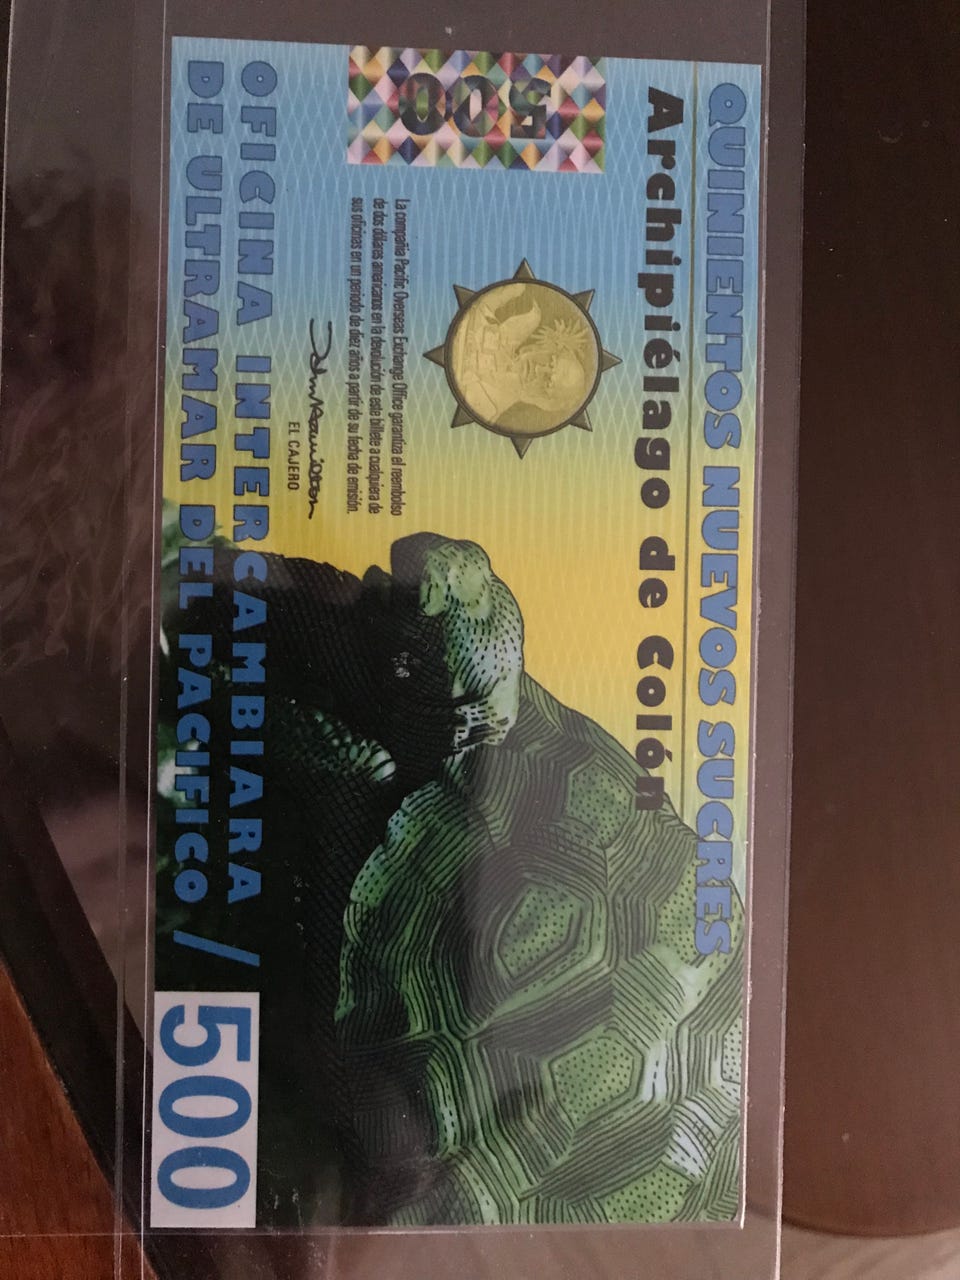 QUINIENTOS NUEVOS SUCRES
Archipiélago de Colón
500
La compañía Pacific Overseas Exchange Office garantiza el reembolso
de dos dólares americanos en la devolución de este billete a cualquiera de
sus oficinas en un periodo de diez años a partir de su fecha de emisión.
EL CAJERO
OFICINA INTERCAMBIARA
DE ULTRAMAR DEL PACIFICO /
500